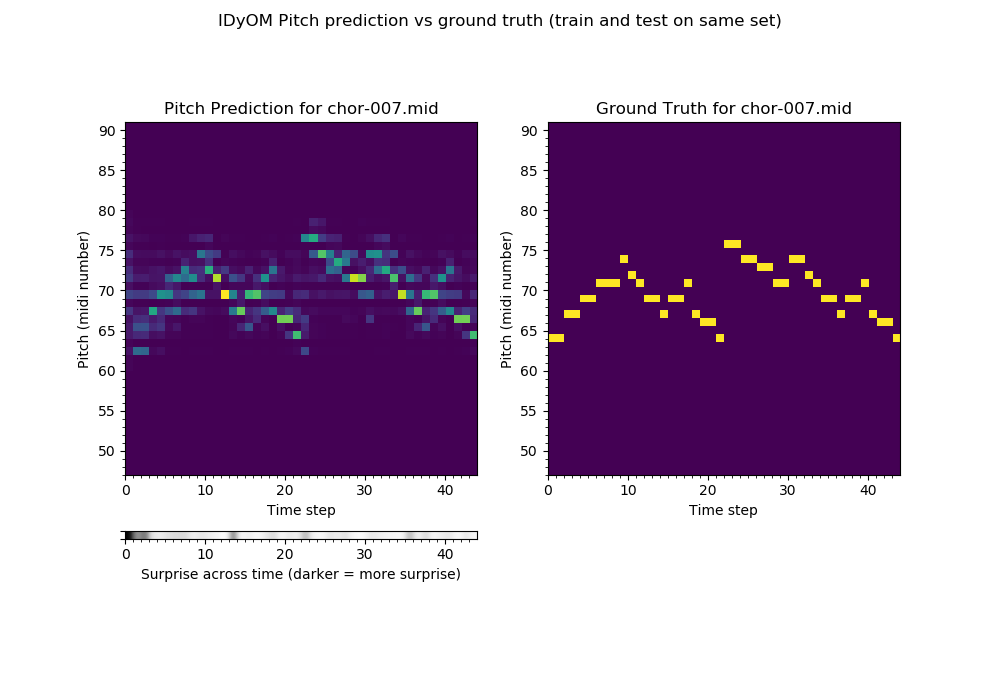 IDyOM Pitch prediction vs ground truth (train and test on same set)
Pitch Prediction for chor-007.mid
Pitch (midi number)
90
85
80
75
70
65
60
55
50
0 10 20 30 40
Time step
0 10 20 30 40
Surprise across time (darker = more surprise)
Ground Truth for chor-007.mid
Pitch (midi number)
90
85
80
75
70
65
60
55
50
0 10 20 30 40
Time step